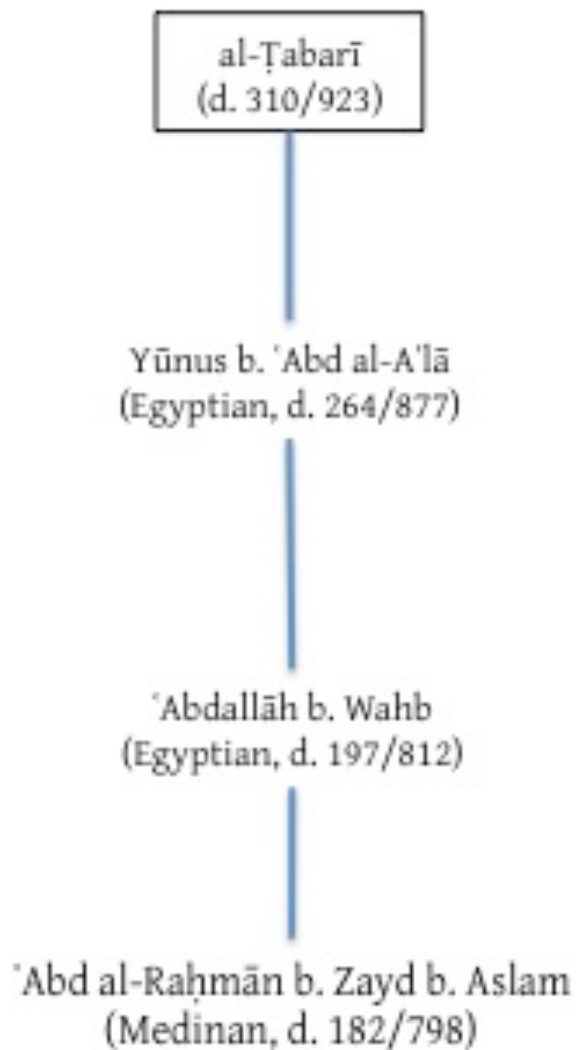 al-Ṭabarī
(d. 310/923)
Yūnus b. ʿAbd al-Aʿlā
(Egyptian, d. 264/877)
ʿAbdallāh b. Wahb
(Egyptian, d. 197/812)
ʿAbd al-Raḥmān b. Zayd b. Aslam
(Medinan, d. 182/798)